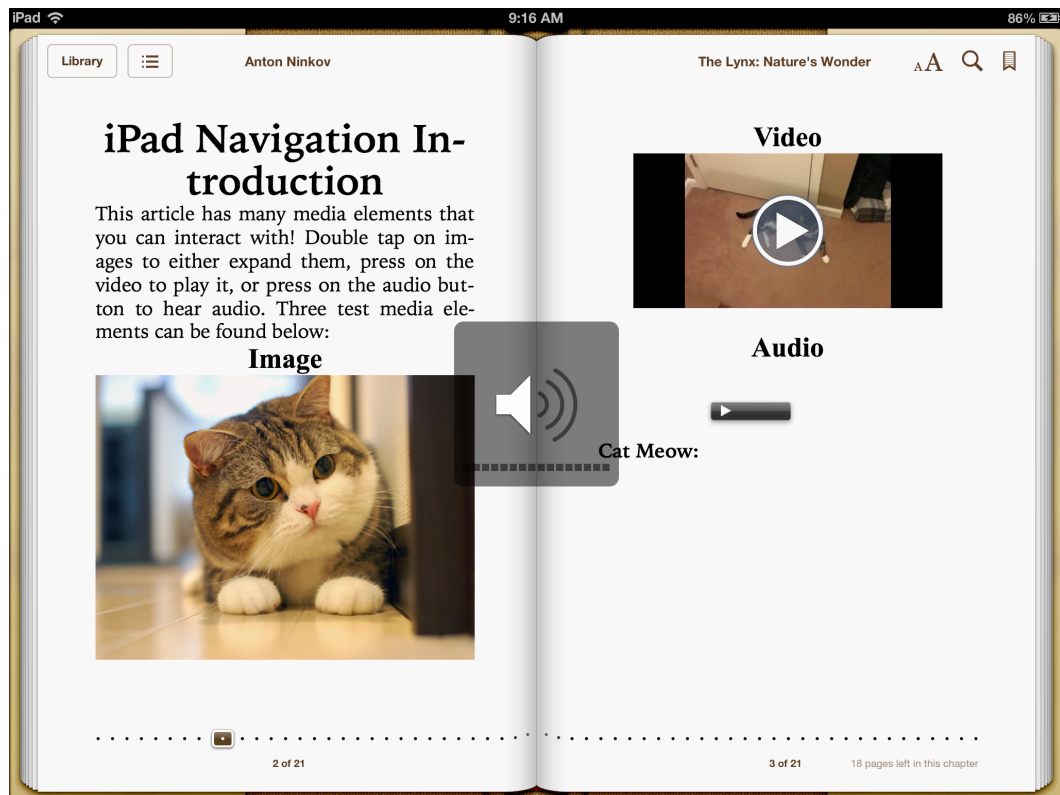 iPad 9:16 AM 86%
Library Anton Ninkov The Lynx: Nature's Wonder AA
iPad Navigation In-
troduction
This article has many media elements that
you can interact with! Double tap on im-
ages to either expand them, press on the
video to play it, or press on the audio but-
ton to hear audio. Three test media ele-
ments can be found below:
Image
Video
Audio
Cat Meow:
2 of 21
3 of 21 18 pages left in this chapter